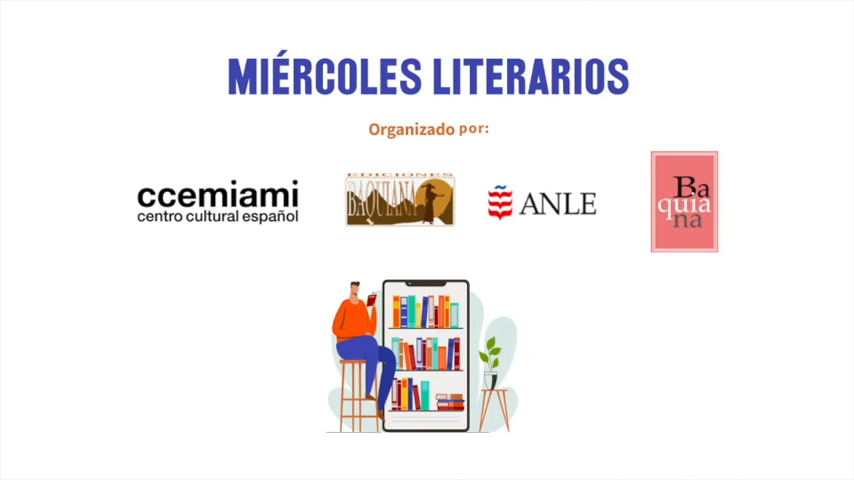 MIÉRCOLES LITERARIOS
Organizado por:
ccemiami
centro cultural español
EDICIONES
BAQUIANA
ANLE
Ba
quia
na